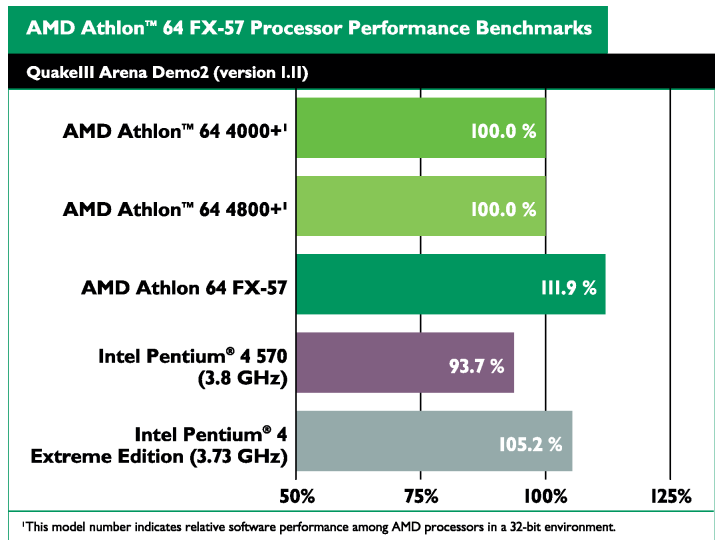 AMD Athlon™ 64 FX-57 Processor Performance Benchmarks
QuakeIII Arena Demo2 (version 1.11)
AMD Athlon™ 64 4000+¹
100.0 %
AMD Athlon™ 64 4800+¹
100.0 %
AMD Athlon 64 FX-57
111.9 %
Intel Pentium® 4 570
(3.8 GHz)
93.7 %
Intel Pentium® 4
Extreme Edition (3.73 GHz)
105.2 %
50%
75%
100%
125%
¹This model number indicates relative software performance among AMD processors in a 32-bit environment.